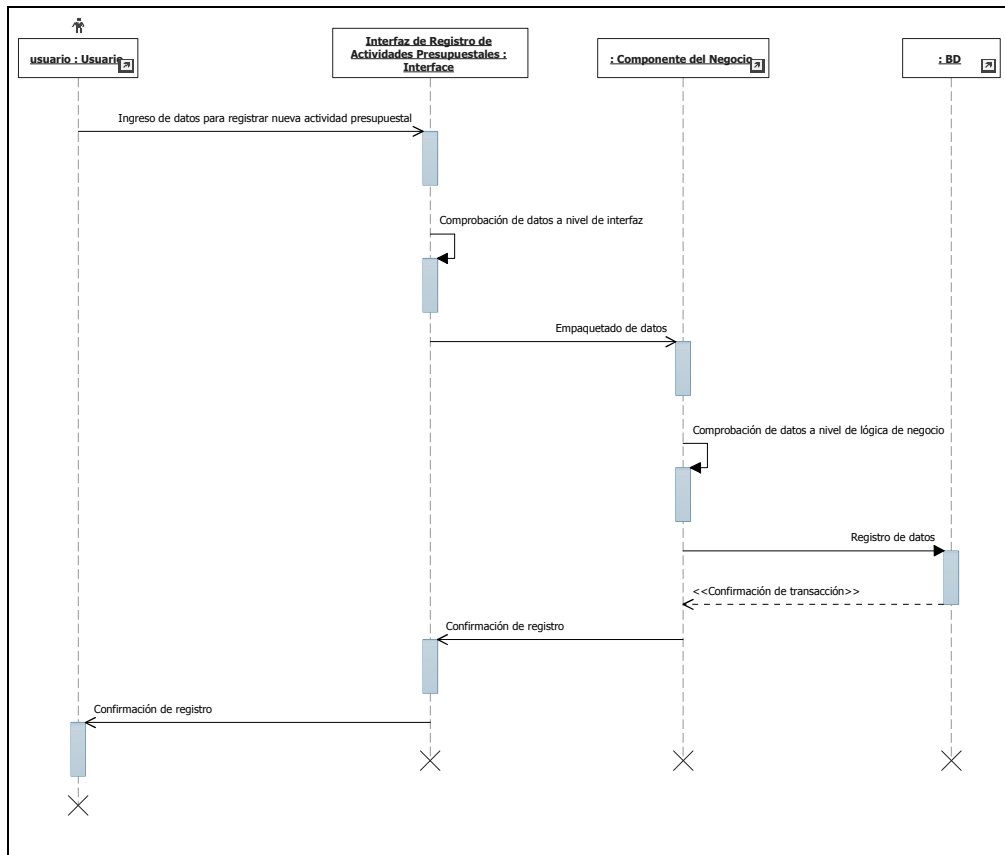 usuario : Usuario
Interfaz de Registro de
Actividades Presupuestales :
Interface
: Componente del Negocio
: BD
Ingreso de datos para registrar nueva actividad presupuestal
Comprobación de datos a nivel de interfaz
Empaquetado de datos
Comprobación de datos a nivel de lógica de negocio
Registro de datos
<<Confirmación de transacción>>
Confirmación de registro
Confirmación de registro